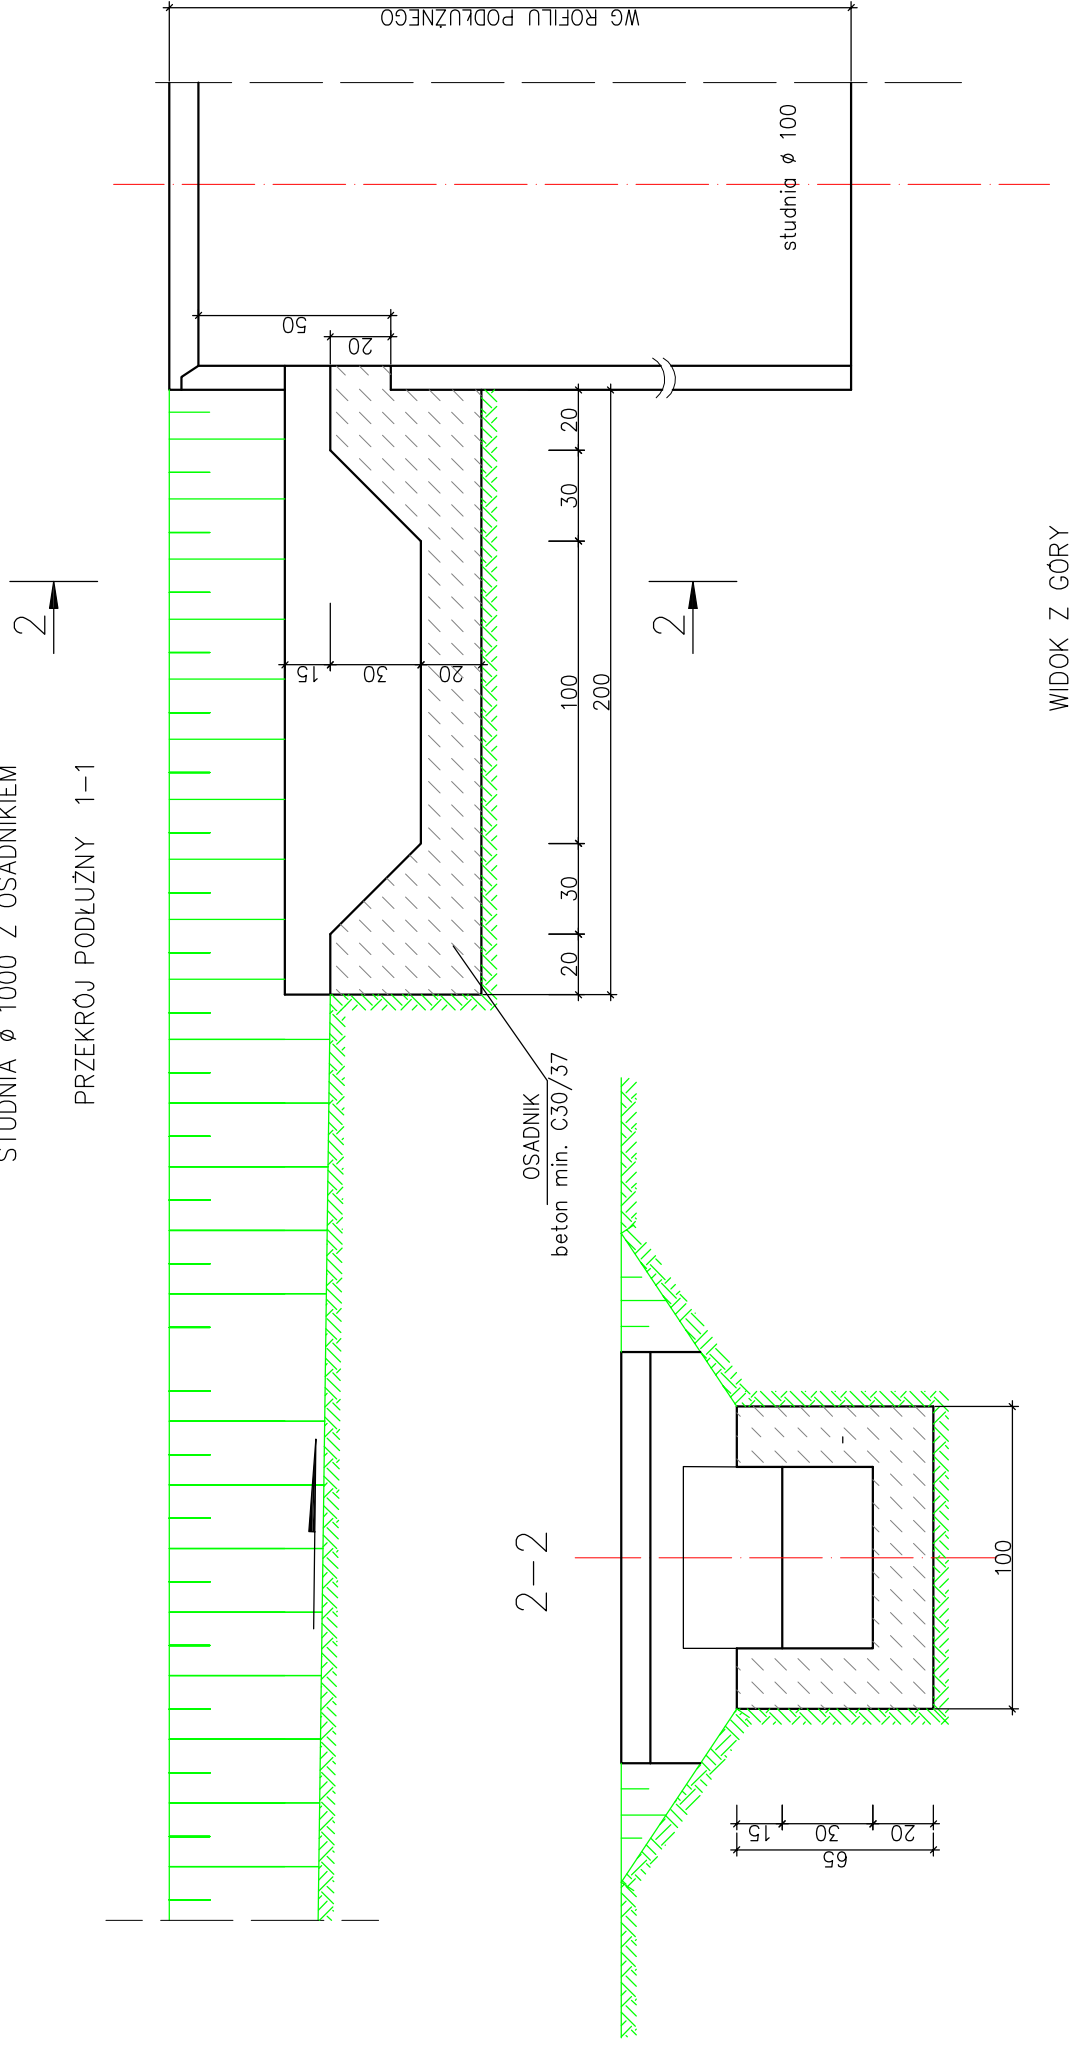 STUDNIA ø 1000 Z OSADNIKIEM
PRZEKRÓJ PODŁUŻNY 1-1
2
2
WG ROFILU PODŁUŻNEGO
studnia ø 100
50
20
15
30
20
20
30
100
30
20
200
OSADNIK
beton min. C30/37
2-2
100
15
30
20
65
WIDOK Z GÓRY